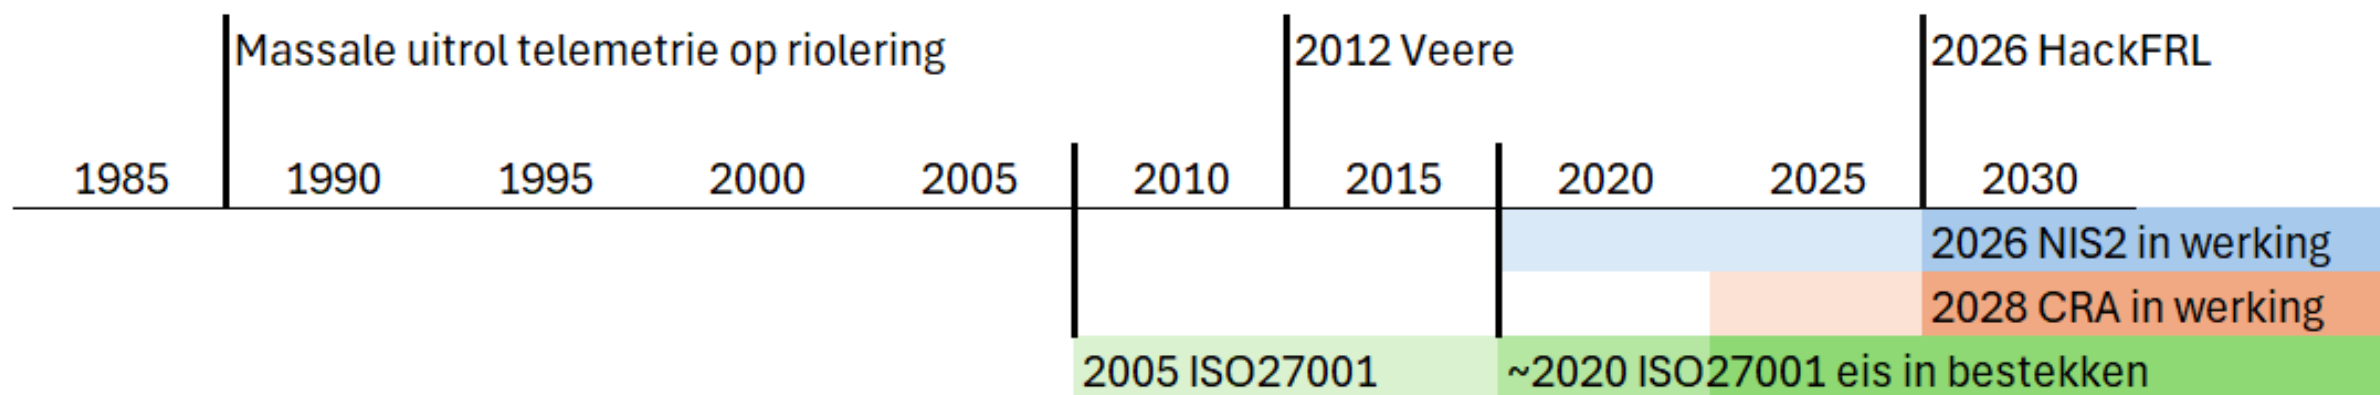 Massale uitrol telemetrie op riolering
2012 Veere
2026 HackFRL
1985 1990 1995 2000 2005 2010 2015 2020 2025 2030
2026 NIS2 in werking
2028 CRA in werking
2005 ISO27001
~2020 ISO27001 eis in bestekken